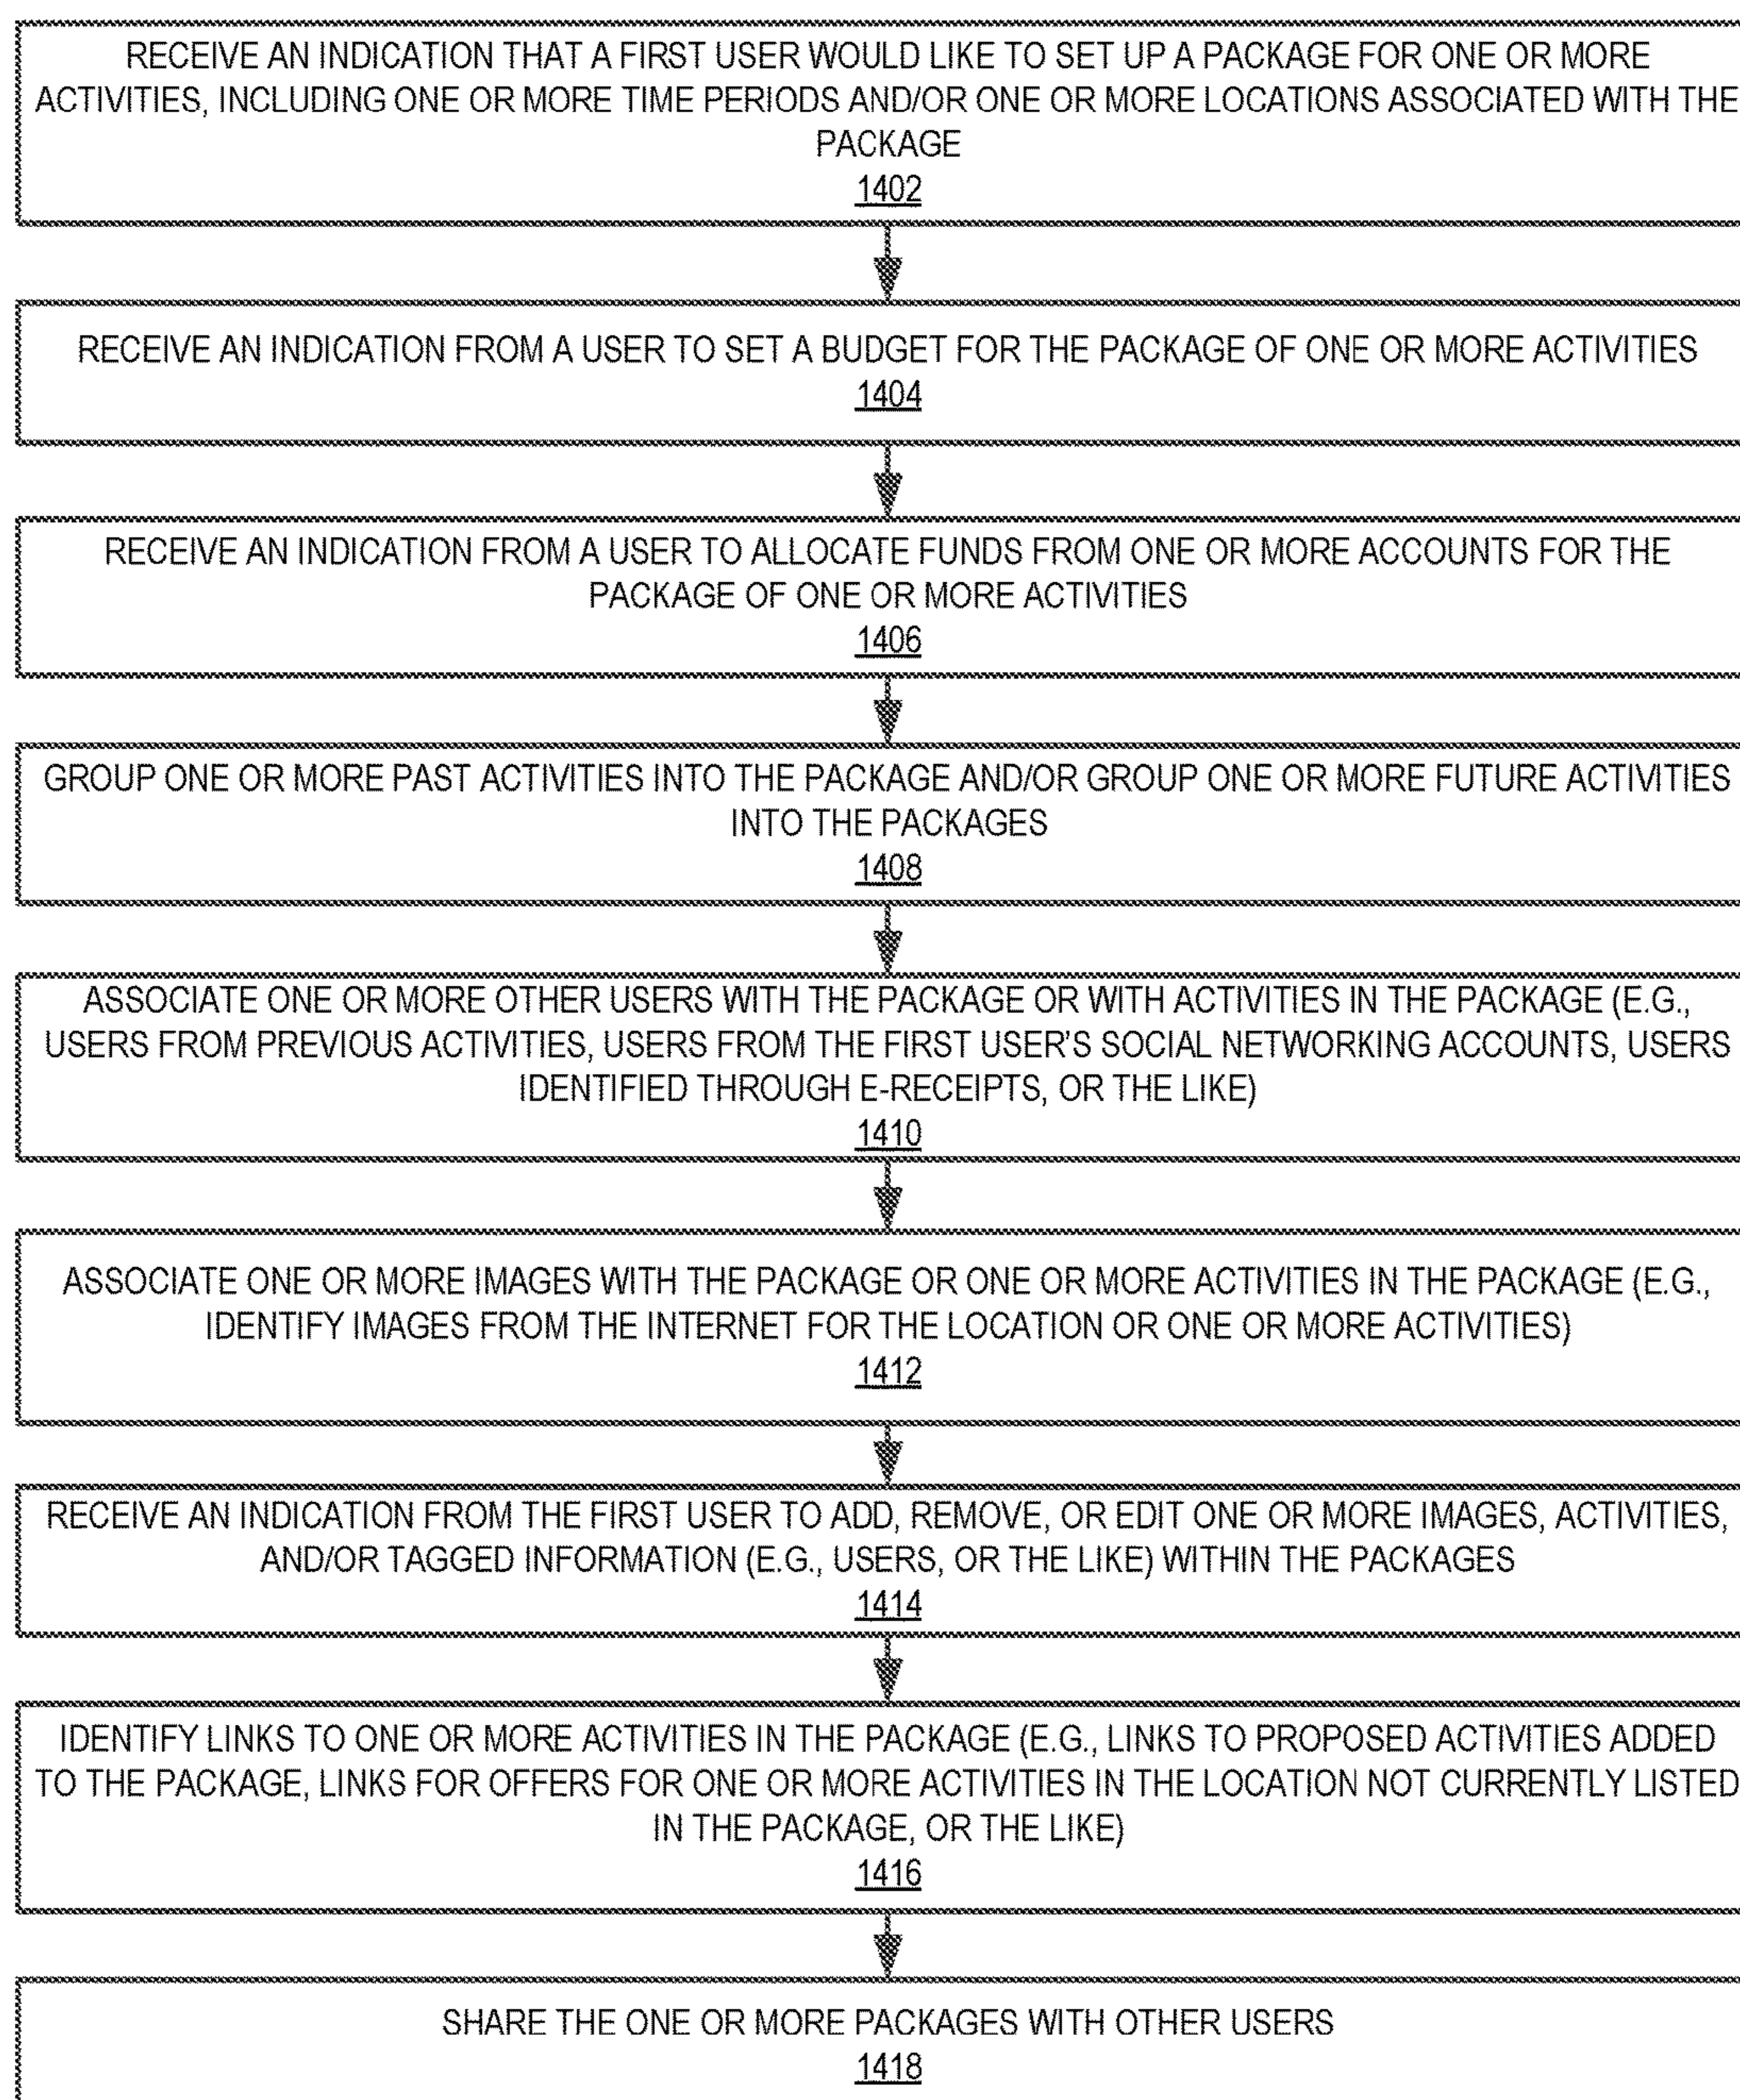 RECEIVE AN INDICATION THAT A FIRST USER WOULD LIKE TO SET UP A PACKAGE FOR ONE OR MORE
ACTIVITIES, INCLUDING ONE OR MORE TIME PERIODS AND/OR ONE OR MORE LOCATIONS ASSOCIATED WITH THE
PACKAGE
1402
RECEIVE AN INDICATION FROM A USER TO SET A BUDGET FOR THE PACKAGE OF ONE OR MORE ACTIVITIES
1404
RECEIVE AN INDICATION FROM A USER TO ALLOCATE FUNDS FROM ONE OR MORE ACCOUNTS FOR THE
PACKAGE OF ONE OR MORE ACTIVITIES
1406
GROUP ONE OR MORE PAST ACTIVITIES INTO THE PACKAGE AND/OR GROUP ONE OR MORE FUTURE ACTIVITIES
INTO THE PACKAGES
1408
ASSOCIATE ONE OR MORE OTHER USERS WITH THE PACKAGE OR WITH ACTIVITIES IN THE PACKAGE (E.G.,
USERS FROM PREVIOUS ACTIVITIES, USERS FROM THE FIRST USER'S SOCIAL NETWORKING ACCOUNTS, USERS
IDENTIFIED THROUGH E-RECEIPTS, OR THE LIKE)
1410
ASSOCIATE ONE OR MORE IMAGES WITH THE PACKAGE OR ONE OR MORE ACTIVITIES IN THE PACKAGE (E.G.,
IDENTIFY IMAGES FROM THE INTERNET FOR THE LOCATION OR ONE OR MORE ACTIVITIES)
1412
RECEIVE AN INDICATION FROM THE FIRST USER TO ADD, REMOVE, OR EDIT ONE OR MORE IMAGES, ACTIVITIES,
AND/OR TAGGED INFORMATION (E.G., USERS, OR THE LIKE) WITHIN THE PACKAGES
1414
IDENTIFY LINKS TO ONE OR MORE ACTIVITIES IN THE PACKAGE (E.G., LINKS TO PROPOSED ACTIVITIES ADDED
TO THE PACKAGE, LINKS FOR OFFERS FOR ONE OR MORE ACTIVITIES IN THE LOCATION NOT CURRENTLY LISTED
IN THE PACKAGE, OR THE LIKE)
1416
SHARE THE ONE OR MORE PACKAGES WITH OTHER USERS
1418